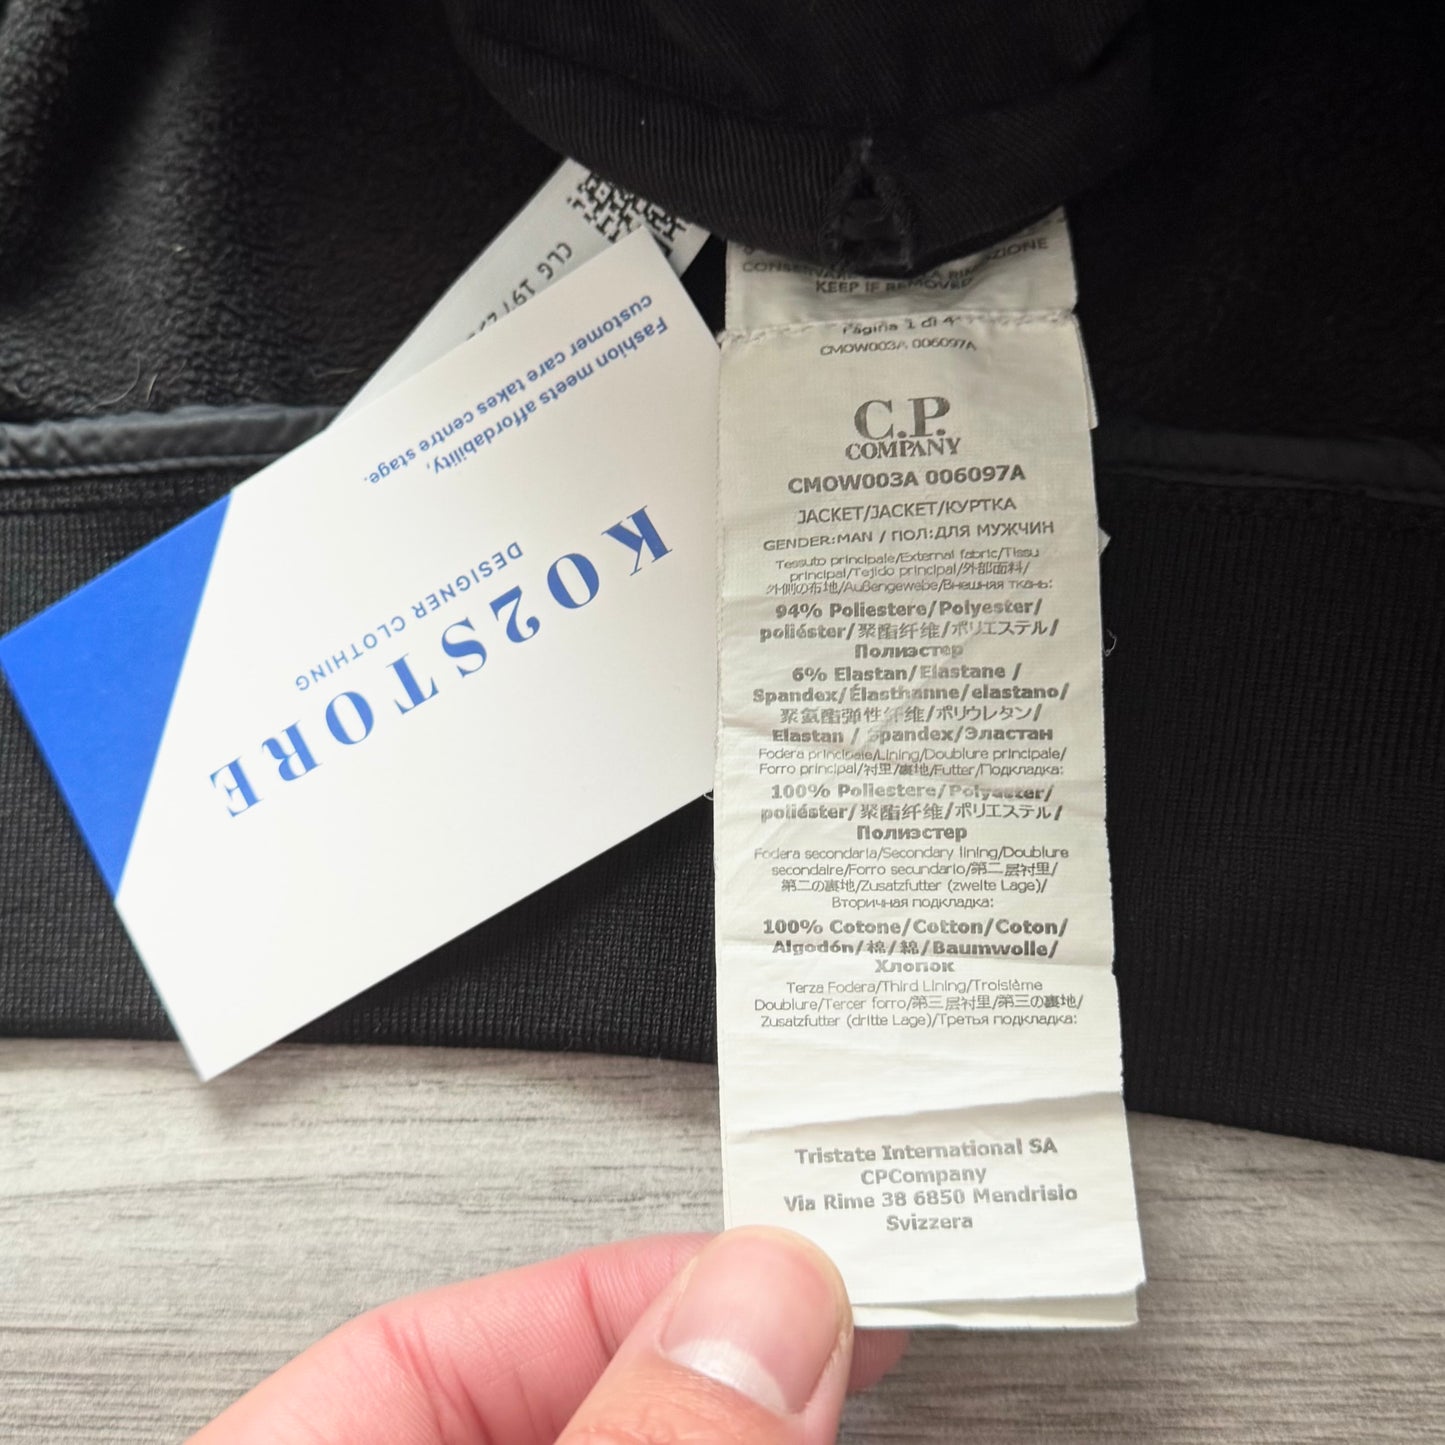 CLG 197
Fashion meets affordability,
customer care takes centre stage.
KO2STORE
DESIGNER CLOTHING
KEEP IF REMOVED
Pagina 1 di 4
CMOW003A 006097A
C.P.
COMPANY
CMOW003A 006097A
JACKET/JACKET/КУРТКА
GENDER:MAN / ПОЛ:ДЛЯ МУЖЧИН
Tessuto principale/External fabric/Tissu
principal/Tejido principal/外部面料/
外側の布地/Außengewebe/Внешняя ткань:
94% Poliestere/Polyester/
poliéster/聚酯纤维/ポリエステル/
Полиэстер
6% Elastan/Elastane /
Spandex/Élasthanne/elastano/
聚氨酯弹性纤维/ポリウレタン/
Elastan / Spandex/Эластан
Fodera principale/Lining/Doublure principale/
Forro principal/衬里/裏地/Futter/Подкладка:
100% Poliestere/Polyester/
poliéster/聚酯纤维/ポリエステル/
Полиэстер
Fodera secondaria/Secondary lining/Doublure
secondaire/Forro secundario/第二层衬里/
第二の裏地/Zusatzfutter (zweite Lage)/
Вторичная подкладка:
100% Cotone/Cotton/Coton/
Algodón/棉/綿/Baumwolle/
Хлопок
Terza Fodera/Third Lining/Troisième
Doublure/Tercer forro/第三层衬里/第三の裏地/
Zusatzfutter (dritte Lage)/Третья подкладка:
Tristate International SA
CPCompany
Via Rime 38 6850 Mendrisio
Svizzera